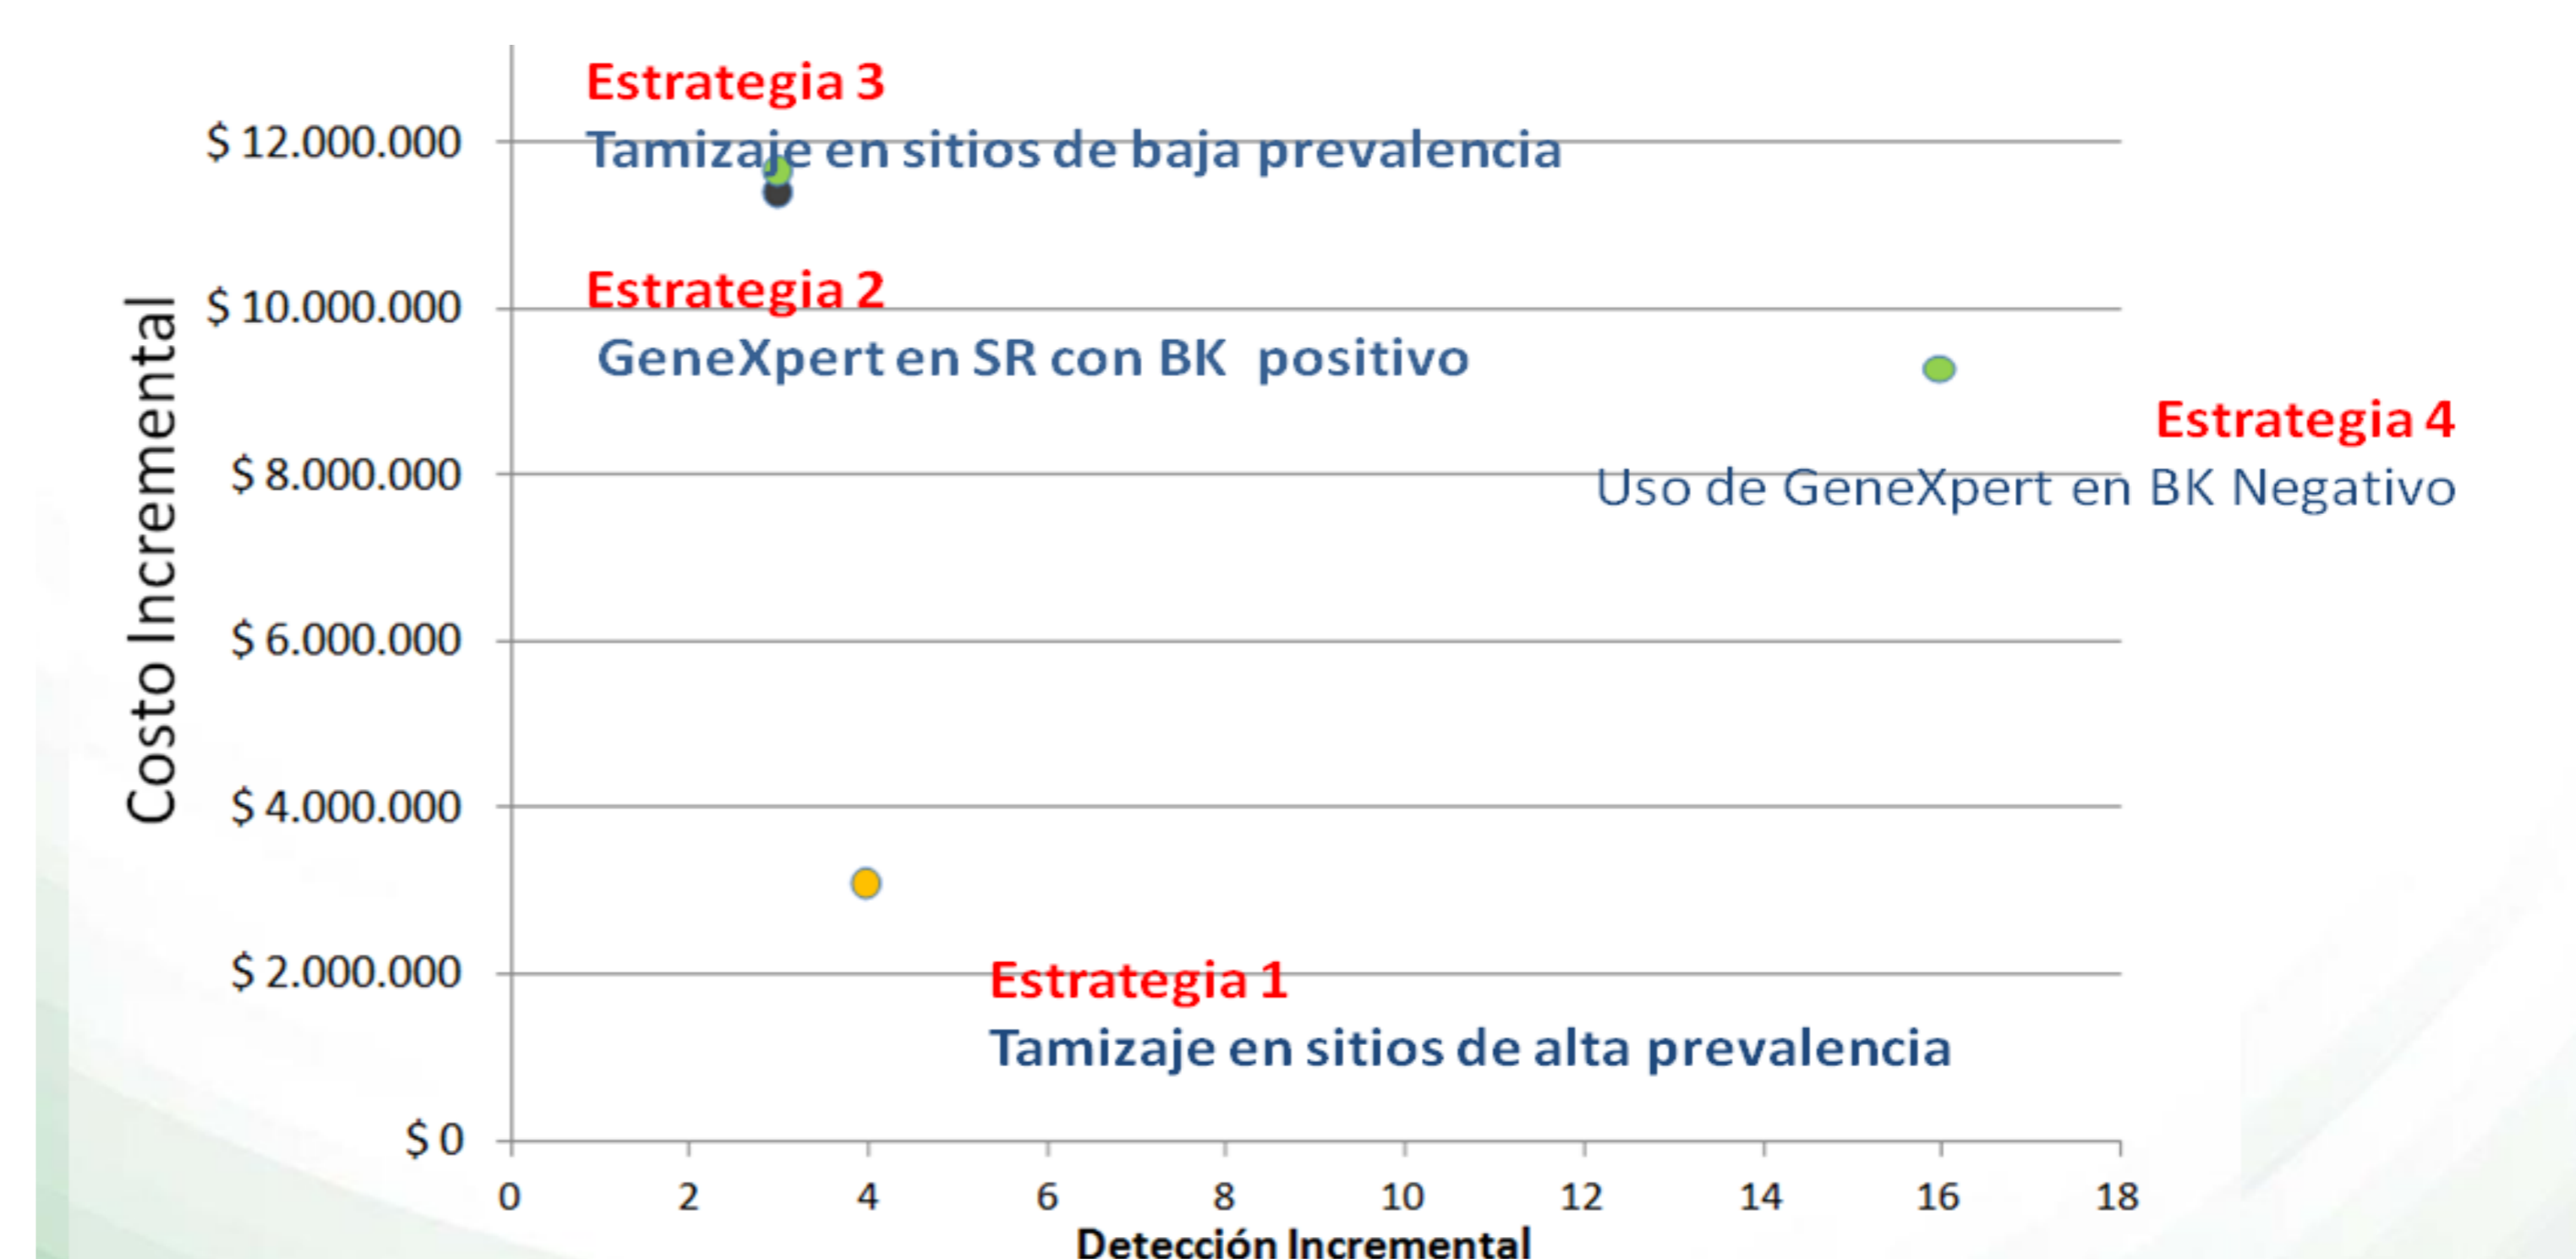 Estrategia 3
Tamizaje en sitios de baja prevalencia
Estrategia 2
GeneXpert en SR con BK positivo
Estrategia 4
Uso de GeneXpert en BK Negativo
Estrategia 1
Tamizaje en sitios de alta prevalencia
Costo Incremental
$ 12.000.000
$ 10.000.000
$ 8.000.000
$ 6.000.000
$ 4.000.000
$ 2.000.000
$ 0
0 2 4 6 8 10 12 14 16 18
Detección Incremental